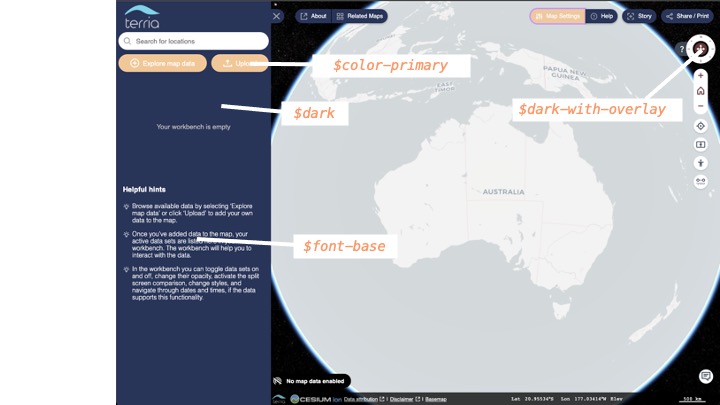 terria
About
Related Maps
Map Settings
Help
Story
Share / Print
Search for locations
Explore map data
$color-primary
PAPUA NEW
GUINEA
EAST
TIMOR
$dark
$dark-with-overlay
?
Your workbench is empty
AUSTRALIA
Helpful hints
Browse available data by selecting 'Explore
map data' or click 'Upload' to add your own
data to the map.
Once you've added data to the map, your
active data sets are
workbench. The workbench will help you to
interact with the data.
$font-base
In the workbench you can toggle data sets on
and off, change their opacity, activate the split
screen comparison, change styles, and
navigate through dates and times, if the data
supports this functionality.
No map data enabled
terria
CESIUM ion Data attribution | Disclaimer | Basemap
Lat 20.95534°S Lon 177.03414°W Elev
500 km